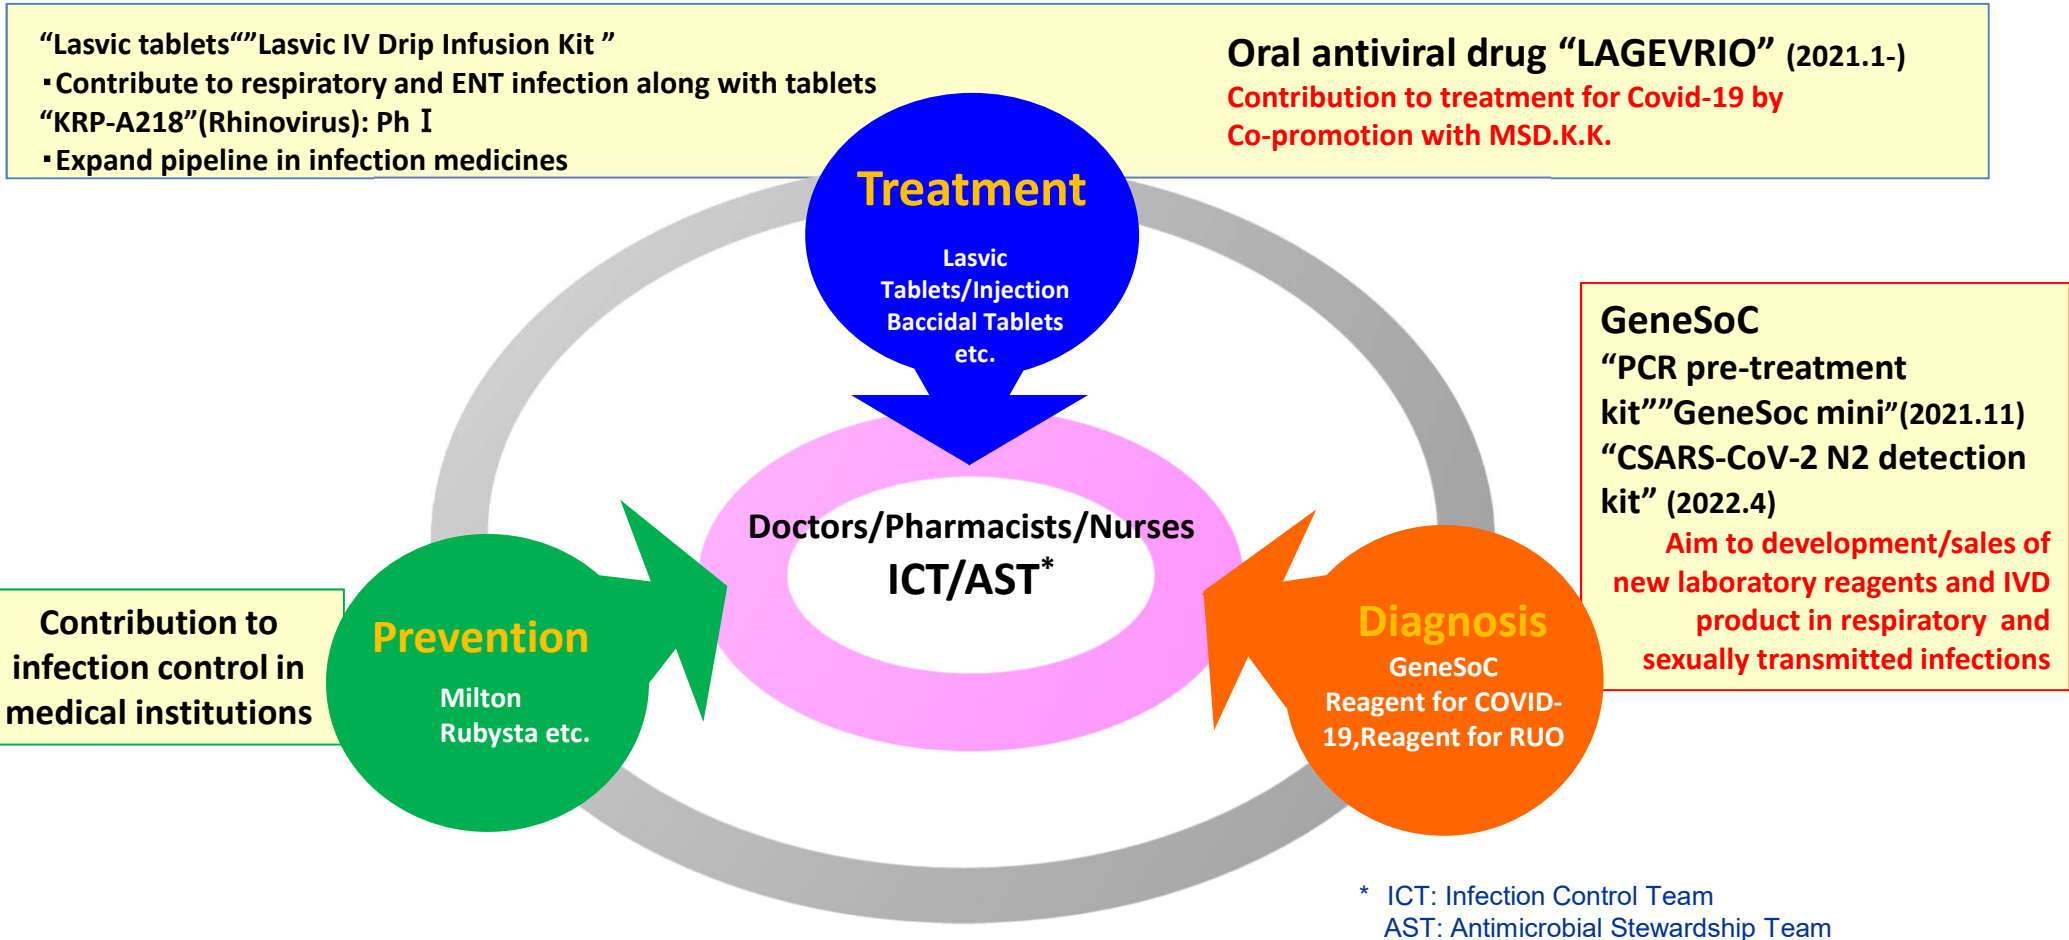 “Lasvic tablets“”Lasvic IV Drip Infusion Kit ”
・Contribute to respiratory and ENT infection along with tablets
“KRP-A218”(Rhinovirus): Ph Ⅰ
・Expand pipeline in infection medicines
Oral antiviral drug “LAGEVRIO” (2021.1-)
Contribution to treatment for Covid-19 by
Co-promotion with MSD.K.K.
Treatment
Lasvic
Tablets/Injection
Baccidal Tablets
etc.
GeneSoC
“PCR pre-treatment
kit””GeneSoc mini”(2021.11)
“CSARS-CoV-2 N2 detection
kit” (2022.4)
Aim to development/sales of
new laboratory reagents and IVD
product in respiratory and
sexually transmitted infections
Doctors/Pharmacists/Nurses
ICT/AST*
Contribution to
infection control in
medical institutions
Prevention
Milton
Rubysta etc.
Diagnosis
GeneSoC
Reagent for COVID-
19,Reagent for RUO
* ICT: Infection Control Team
AST: Antimicrobial Stewardship Team